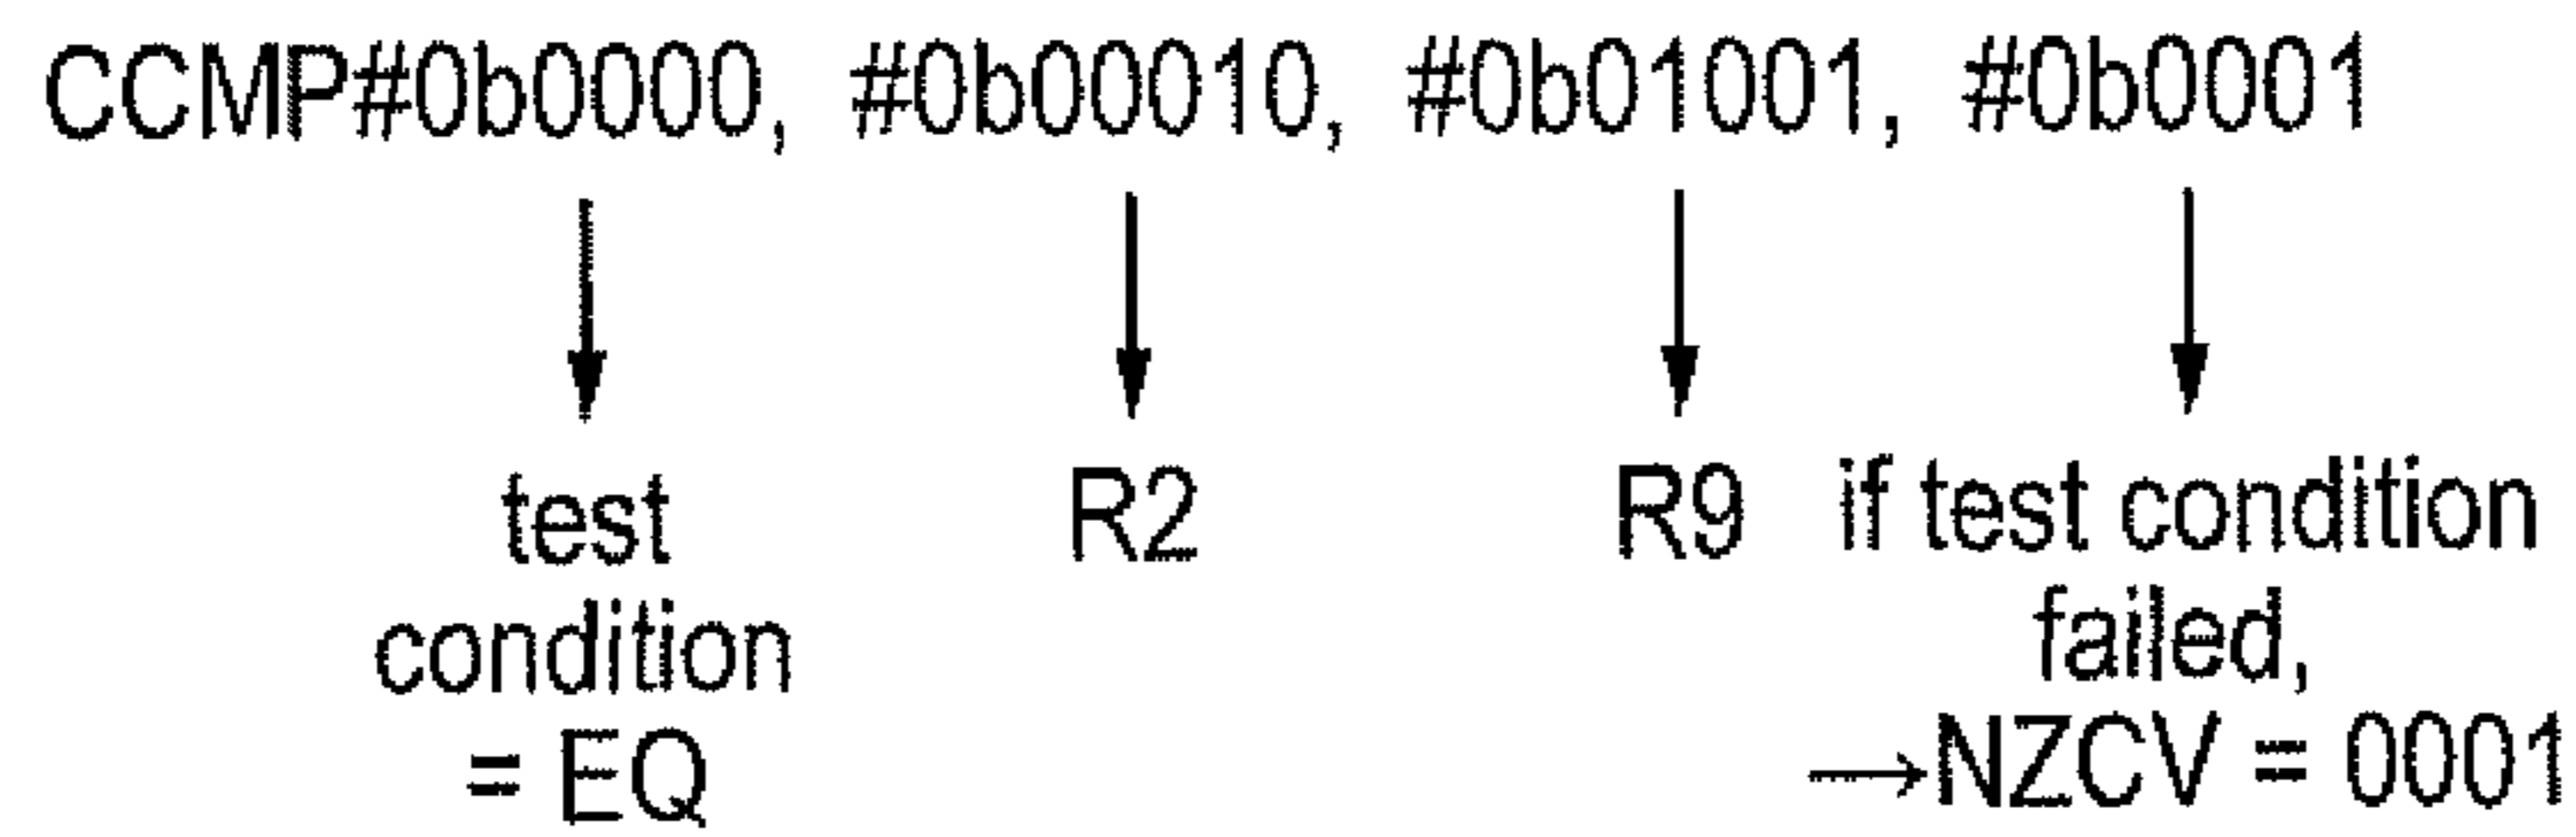 CCMP#0b0000, #0b00010, #0b01001, #0b0001
test
condition
= EQ
R2
R9
if test condition
failed,
→NZCV = 0001